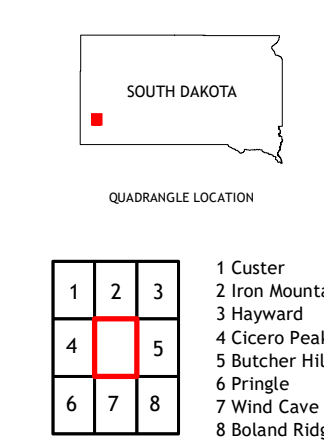 SOUTH DAKOTA
QUADRANGLE LOCATION
1 2 3
4 5
6 7 8
1 Custer
2 Iron Mounta
3 Hayward
4 Cicero Peak
5 Butcher Hil
6 Pringle
7 Wind Cave
8 Boland Ridg